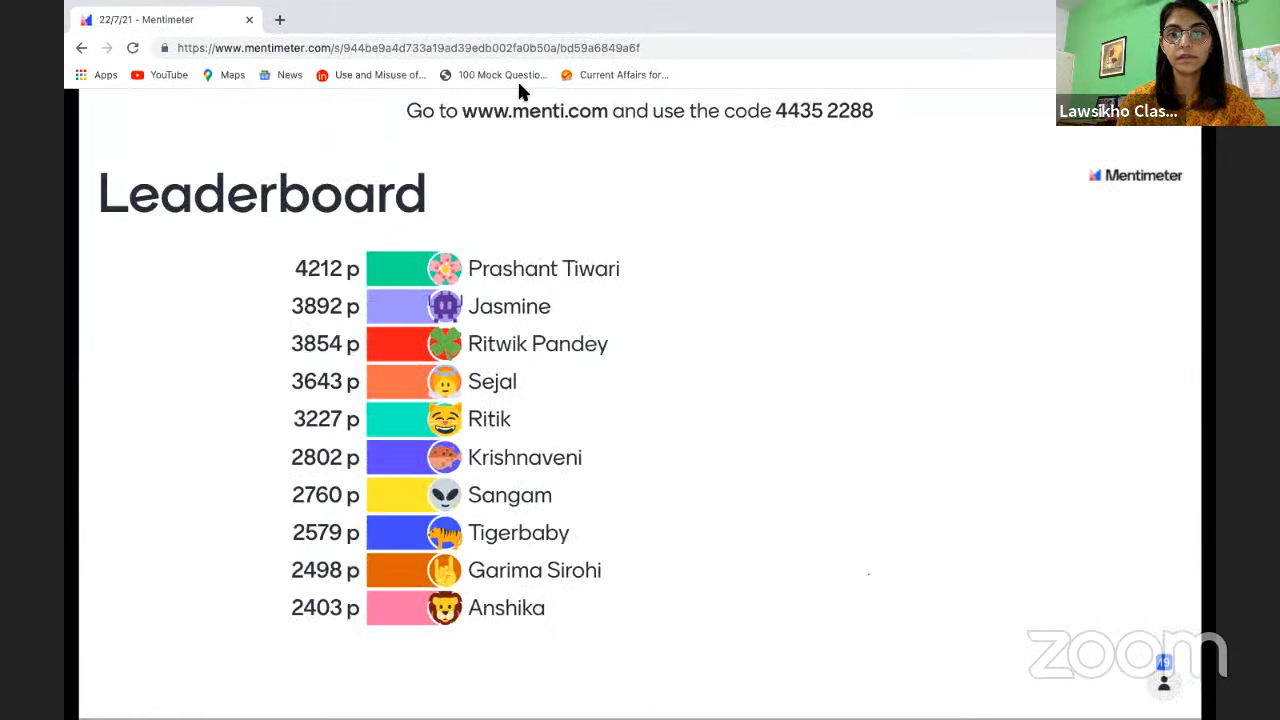 22/7/21 - Mentimeter
https://www.mentimeter.com/s/944be9a4d733a19ad39edb002fa0b50a/bd59a6849a6f
Apps YouTube Maps News Use and Misuse of... 100 Mock Questio... Current Affairs for...
Lawsikho Clas...
Go to www.menti.com and use the code 4435 2288
Mentimeter
Leaderboard
4212 p Prashant Tiwari
3892 p Jasmine
3854 p Ritwik Pandey
3643 p Sejal
3227 p Ritik
2802 p Krishnaveni
2760 p Sangam
2579 p Tigerbaby
2498 p Garima Sirohi
2403 p Anshika
zoom
19